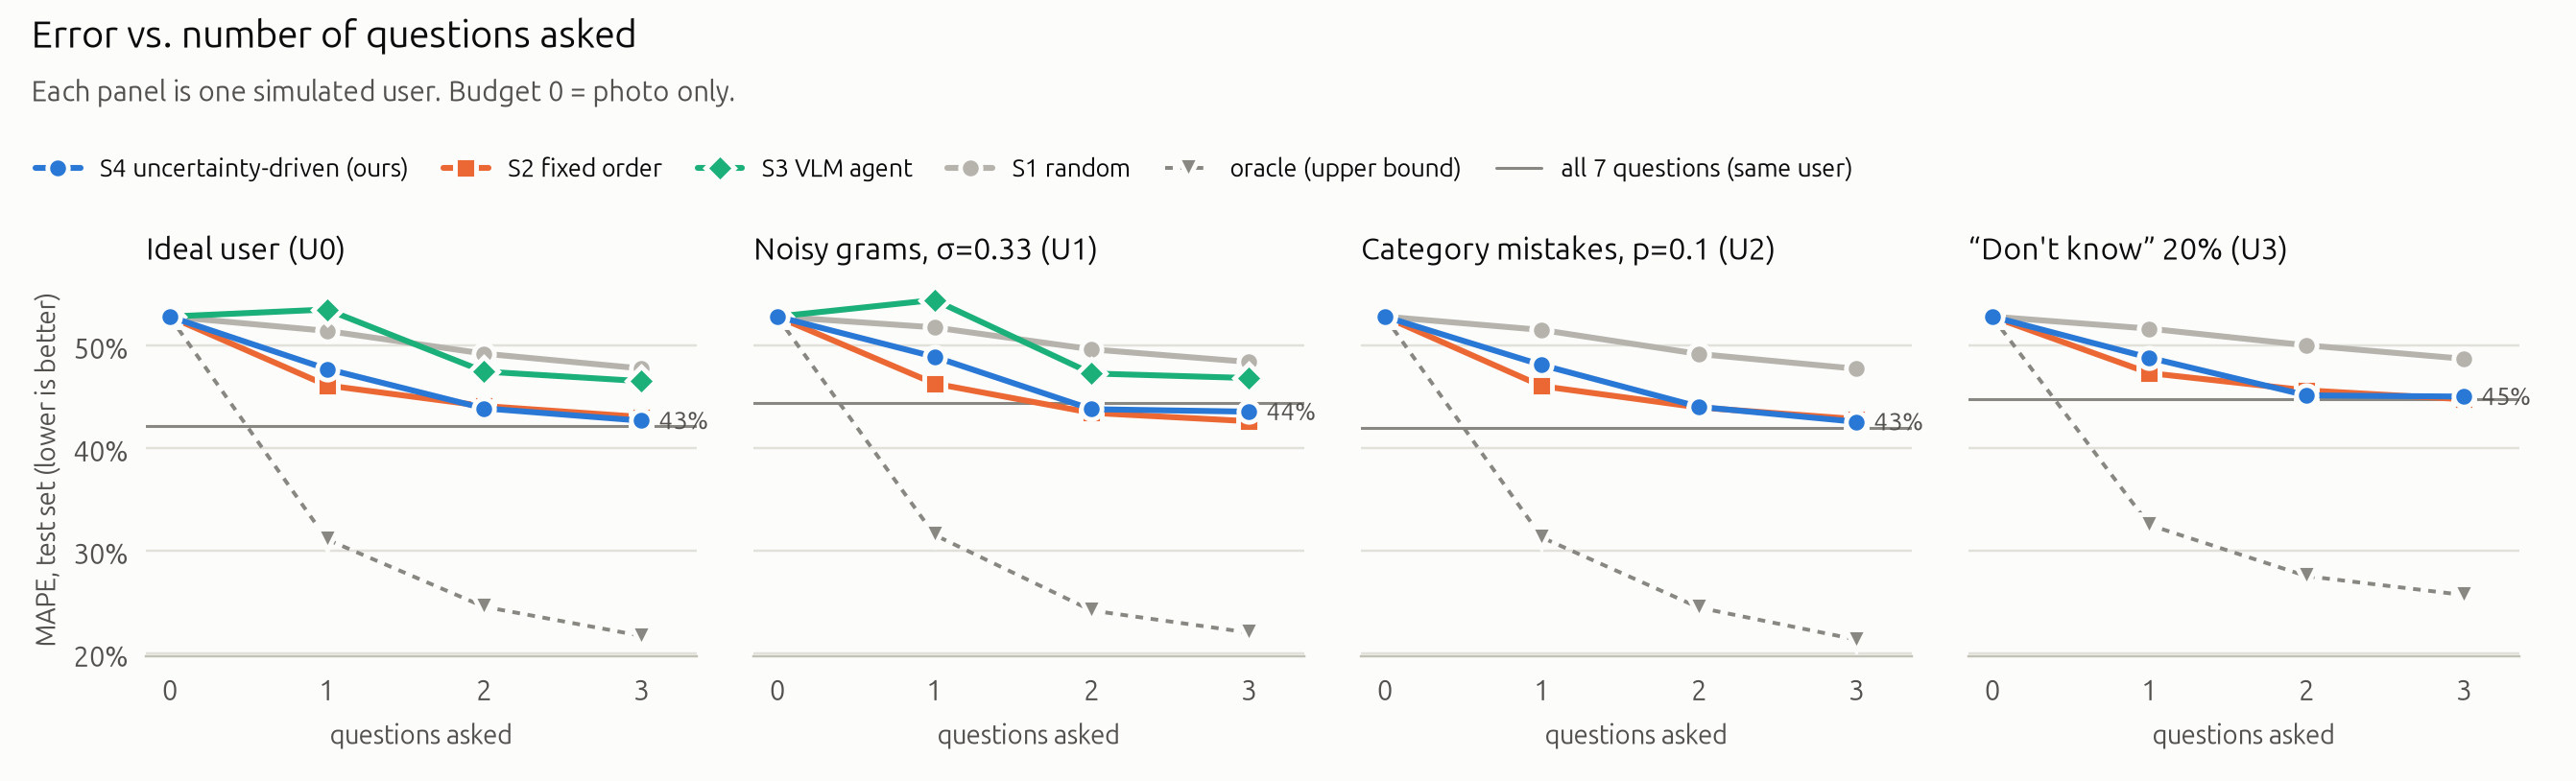 Error vs. number of questions asked
Each panel is one simulated user. Budget 0 = photo only.
S4 uncertainty-driven (ours) S2 fixed order S3 VLM agent S1 random oracle (upper bound) all 7 questions (same user)
Ideal user (U0) Noisy grams, σ=0.33 (U1) Category mistakes, p=0.1 (U2) “Don't know” 20% (U3)
MAPE, test set (lower is better)
50%
40%
30%
20%
43% 44% 43% 45%
0 1 2 3 0 1 2 3 0 1 2 3 0 1 2 3
questions asked questions asked questions asked questions asked